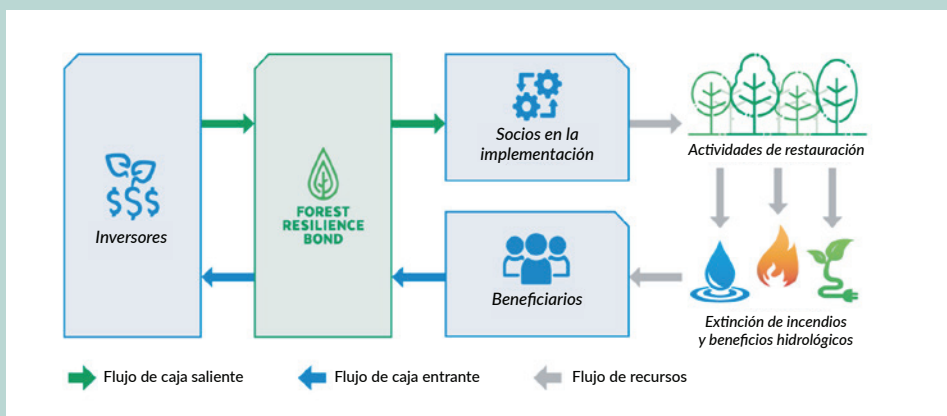 Inversores
FOREST
RESILIENCE
BOND
Socios en la
implementación
Actividades de restauración
Beneficiarios
Extinción de incendios
y beneficios hidrológicos
Flujo de caja saliente
Flujo de caja entrante
Flujo de recursos